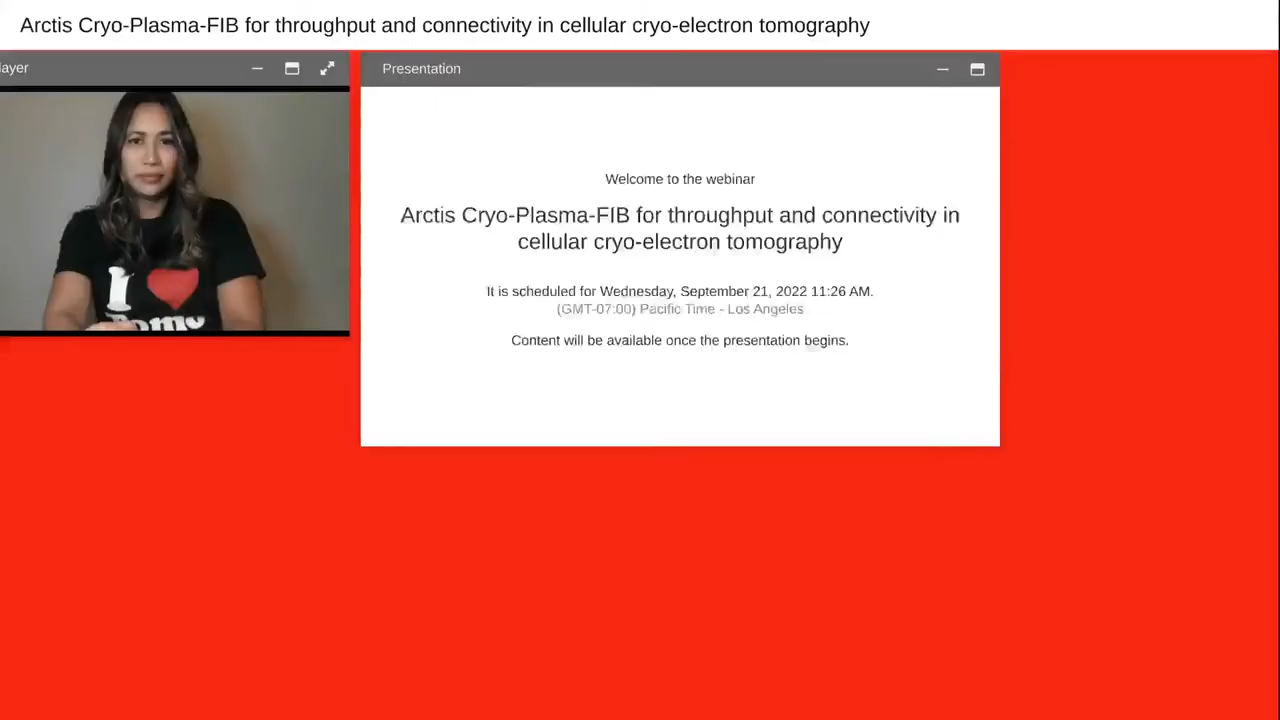 Arctis Cryo-Plasma-FIB for throughput and connectivity in cellular cryo-electron tomography
layer
Presentation
I
Welcome to the webinar
Arctis Cryo-Plasma-FIB for throughput and connectivity in
cellular cryo-electron tomography
It is scheduled for Wednesday, September 21, 2022 11:26 AM.
(GMT-07:00) Pacific Time - Los Angeles
Content will be available once the presentation begins.